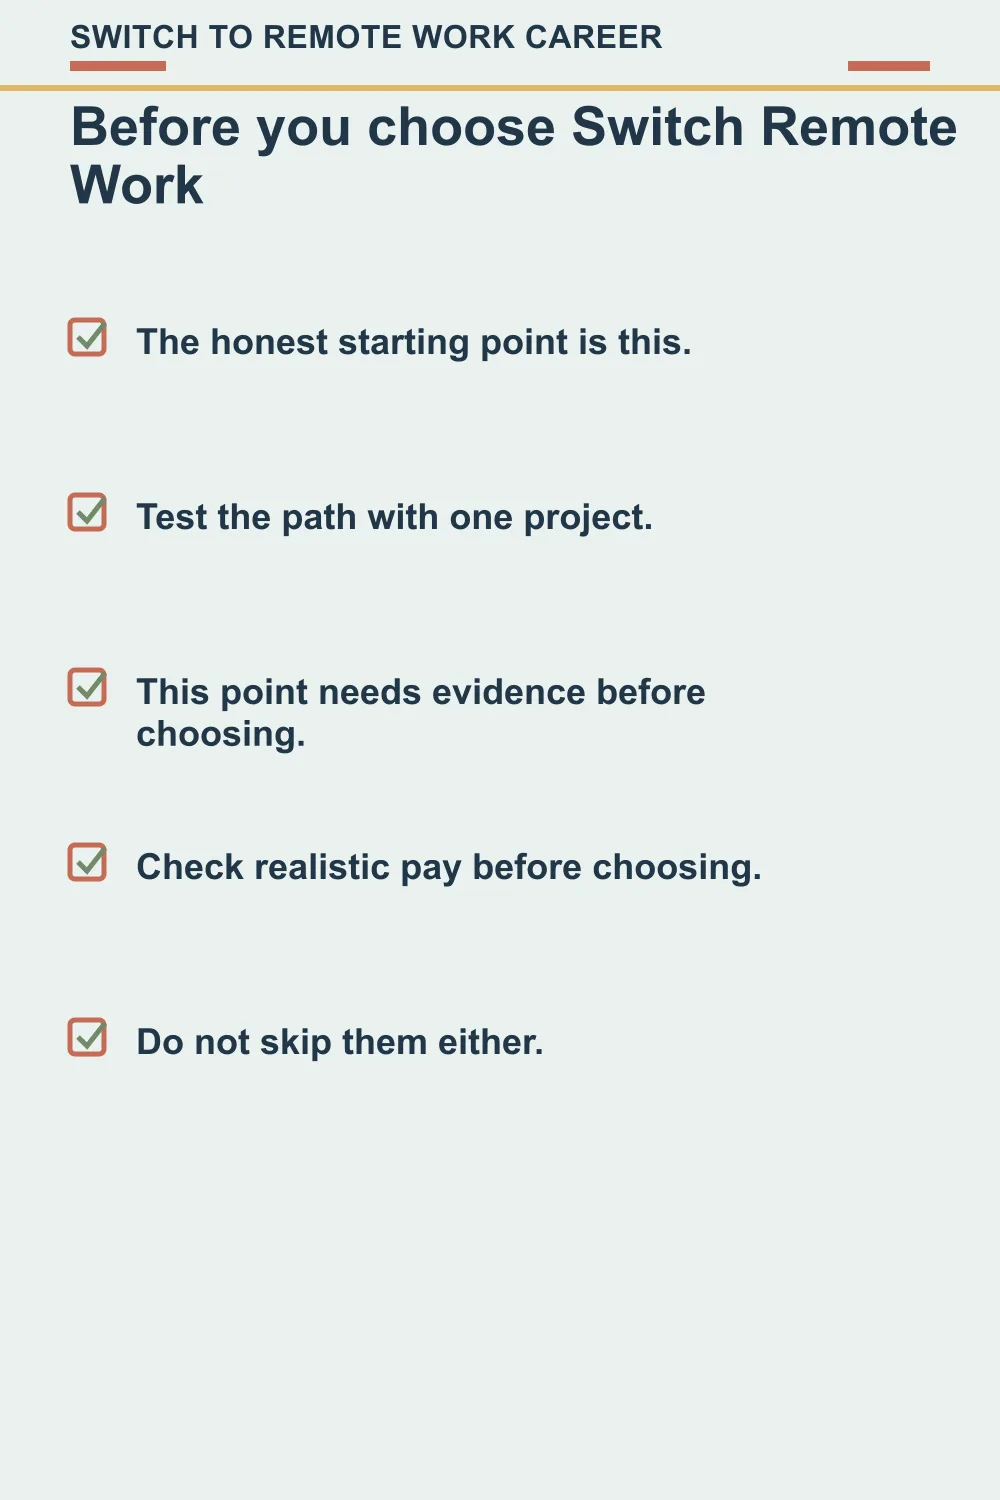 SWITCH TO REMOTE WORK CAREER
Before you choose Switch Remote
Work
The honest starting point is this.
Test the path with one project.
This point needs evidence before
choosing.
Check realistic pay before choosing.
Do not skip them either.